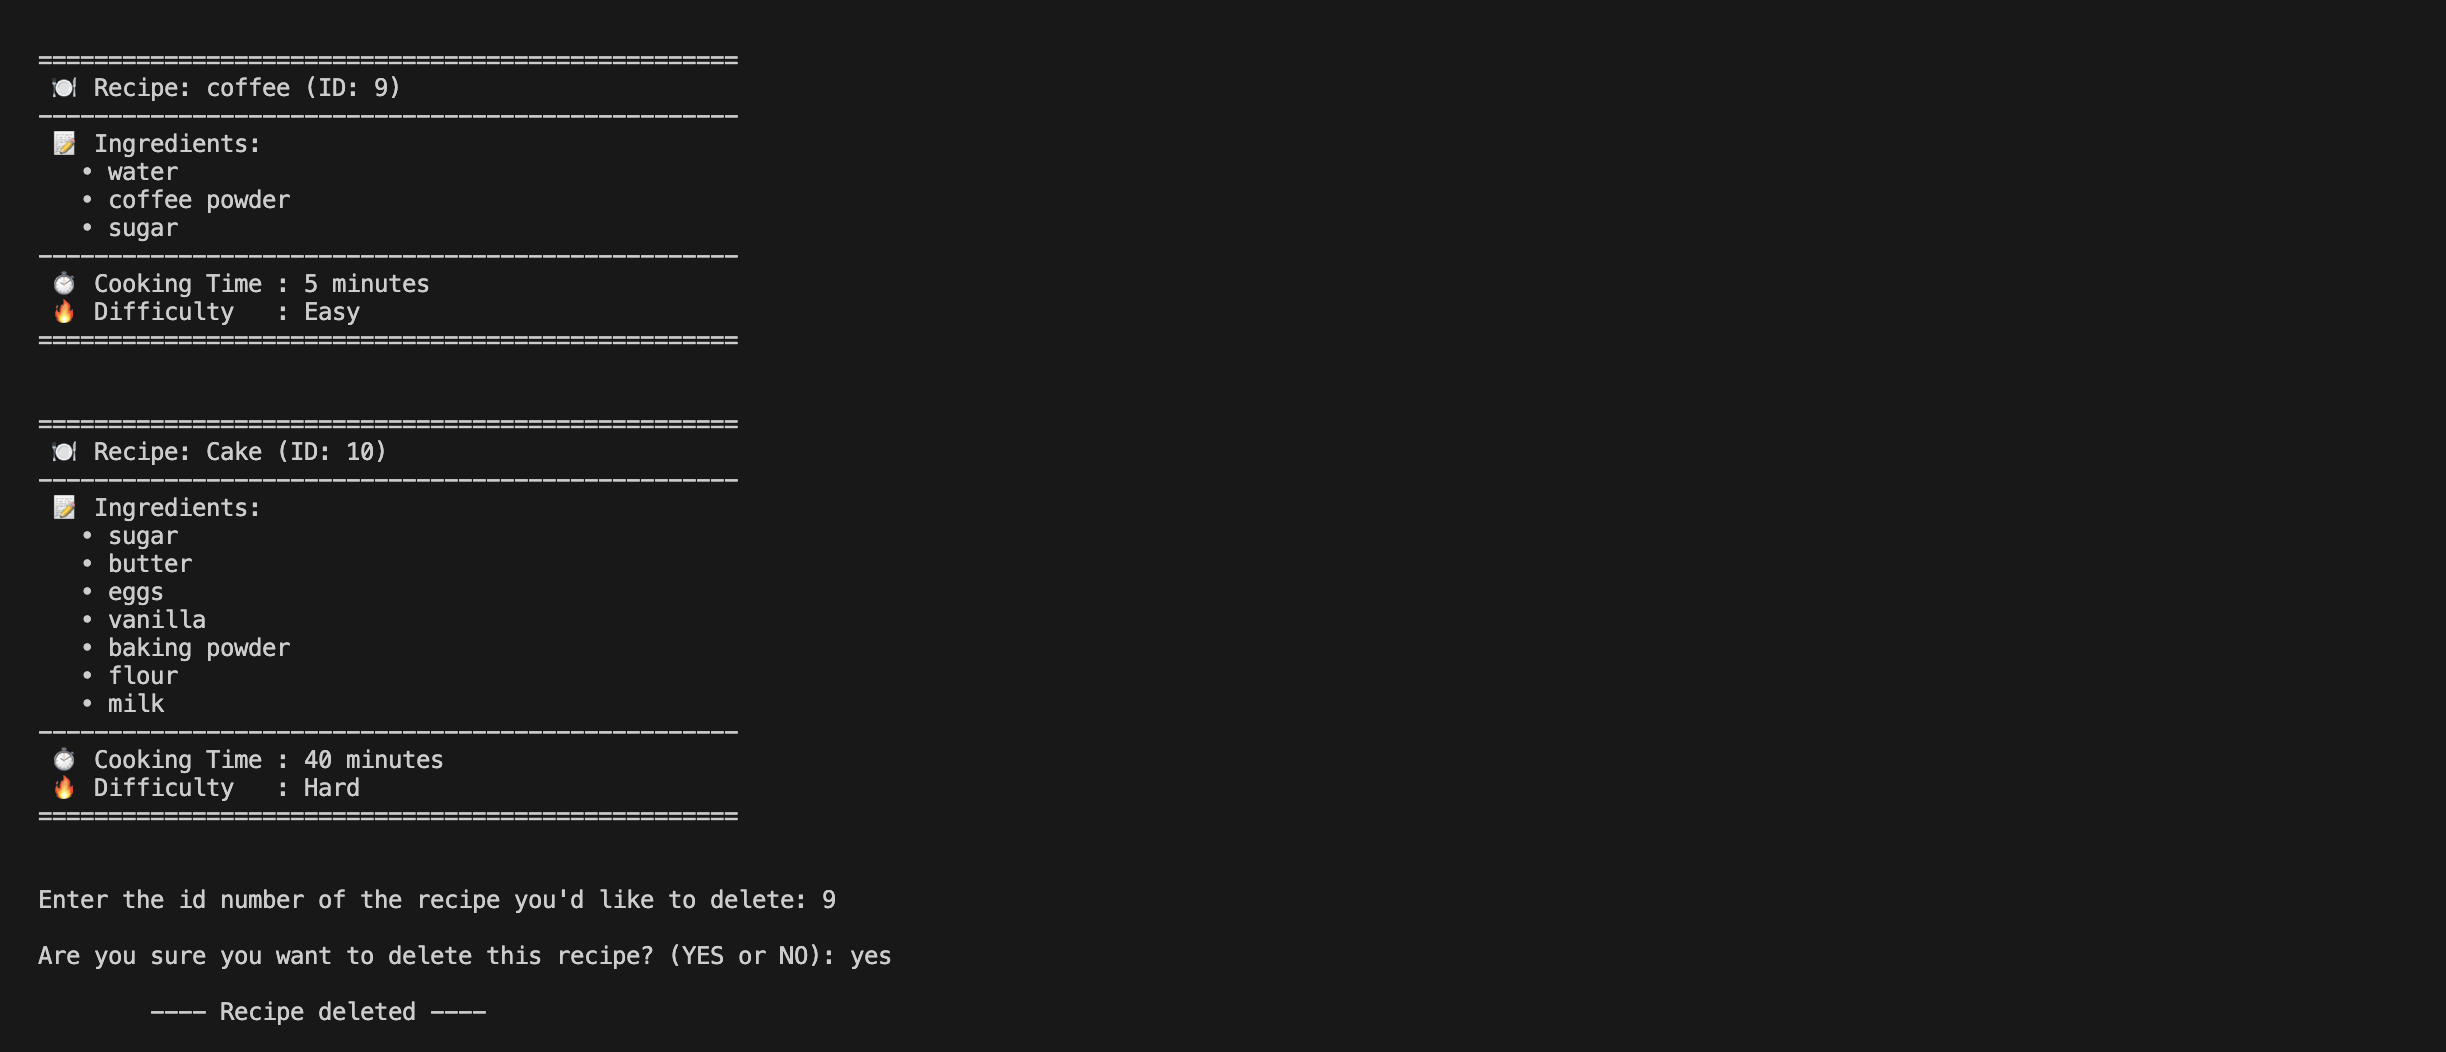 ==================================================
🍽 Recipe: coffee (ID: 9)
--------------------------------------------------
📝 Ingredients:
• water
• coffee powder
• sugar
--------------------------------------------------
⏱ Cooking Time : 5 minutes
🔥 Difficulty   : Easy
==================================================
==================================================
🍽 Recipe: Cake (ID: 10)
--------------------------------------------------
📝 Ingredients:
• sugar
• butter
• eggs
• vanilla
• baking powder
• flour
• milk
--------------------------------------------------
⏱ Cooking Time : 40 minutes
🔥 Difficulty   : Hard
==================================================
Enter the id number of the recipe you'd like to delete: 9
Are you sure you want to delete this recipe? (YES or NO): yes
---- Recipe deleted ----